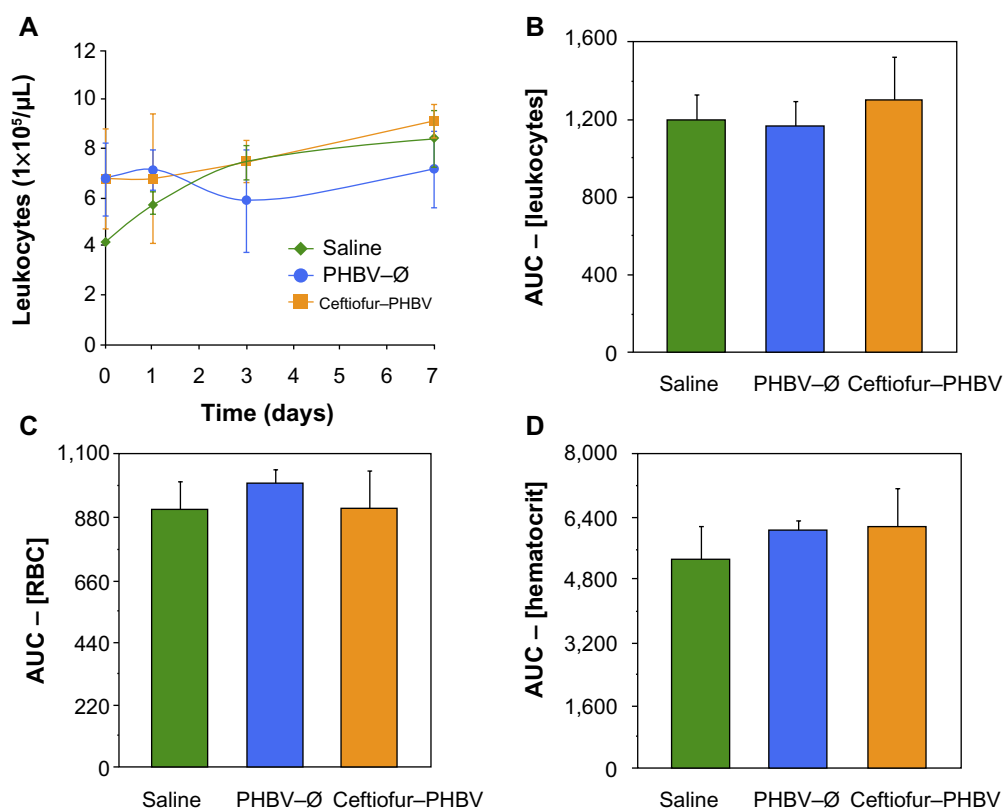 A
Leukocytes (1×10⁵/µL)
12
10
8
6
4
2
0
0 1 2 3 4 5 6 7
Time (days)
Saline
PHBV–Ø
Ceftiofur–PHBV
B
AUC – [leukocytes]
1,600
1,200
800
400
0
Saline PHBV–Ø Ceftiofur–PHBV
C
AUC – [RBC]
1,100
880
660
440
220
0
Saline PHBV–Ø Ceftiofur–PHBV
D
AUC – [hematocrit]
8,000
6,400
4,800
3,200
1,600
0
Saline PHBV–Ø Ceftiofur–PHBV